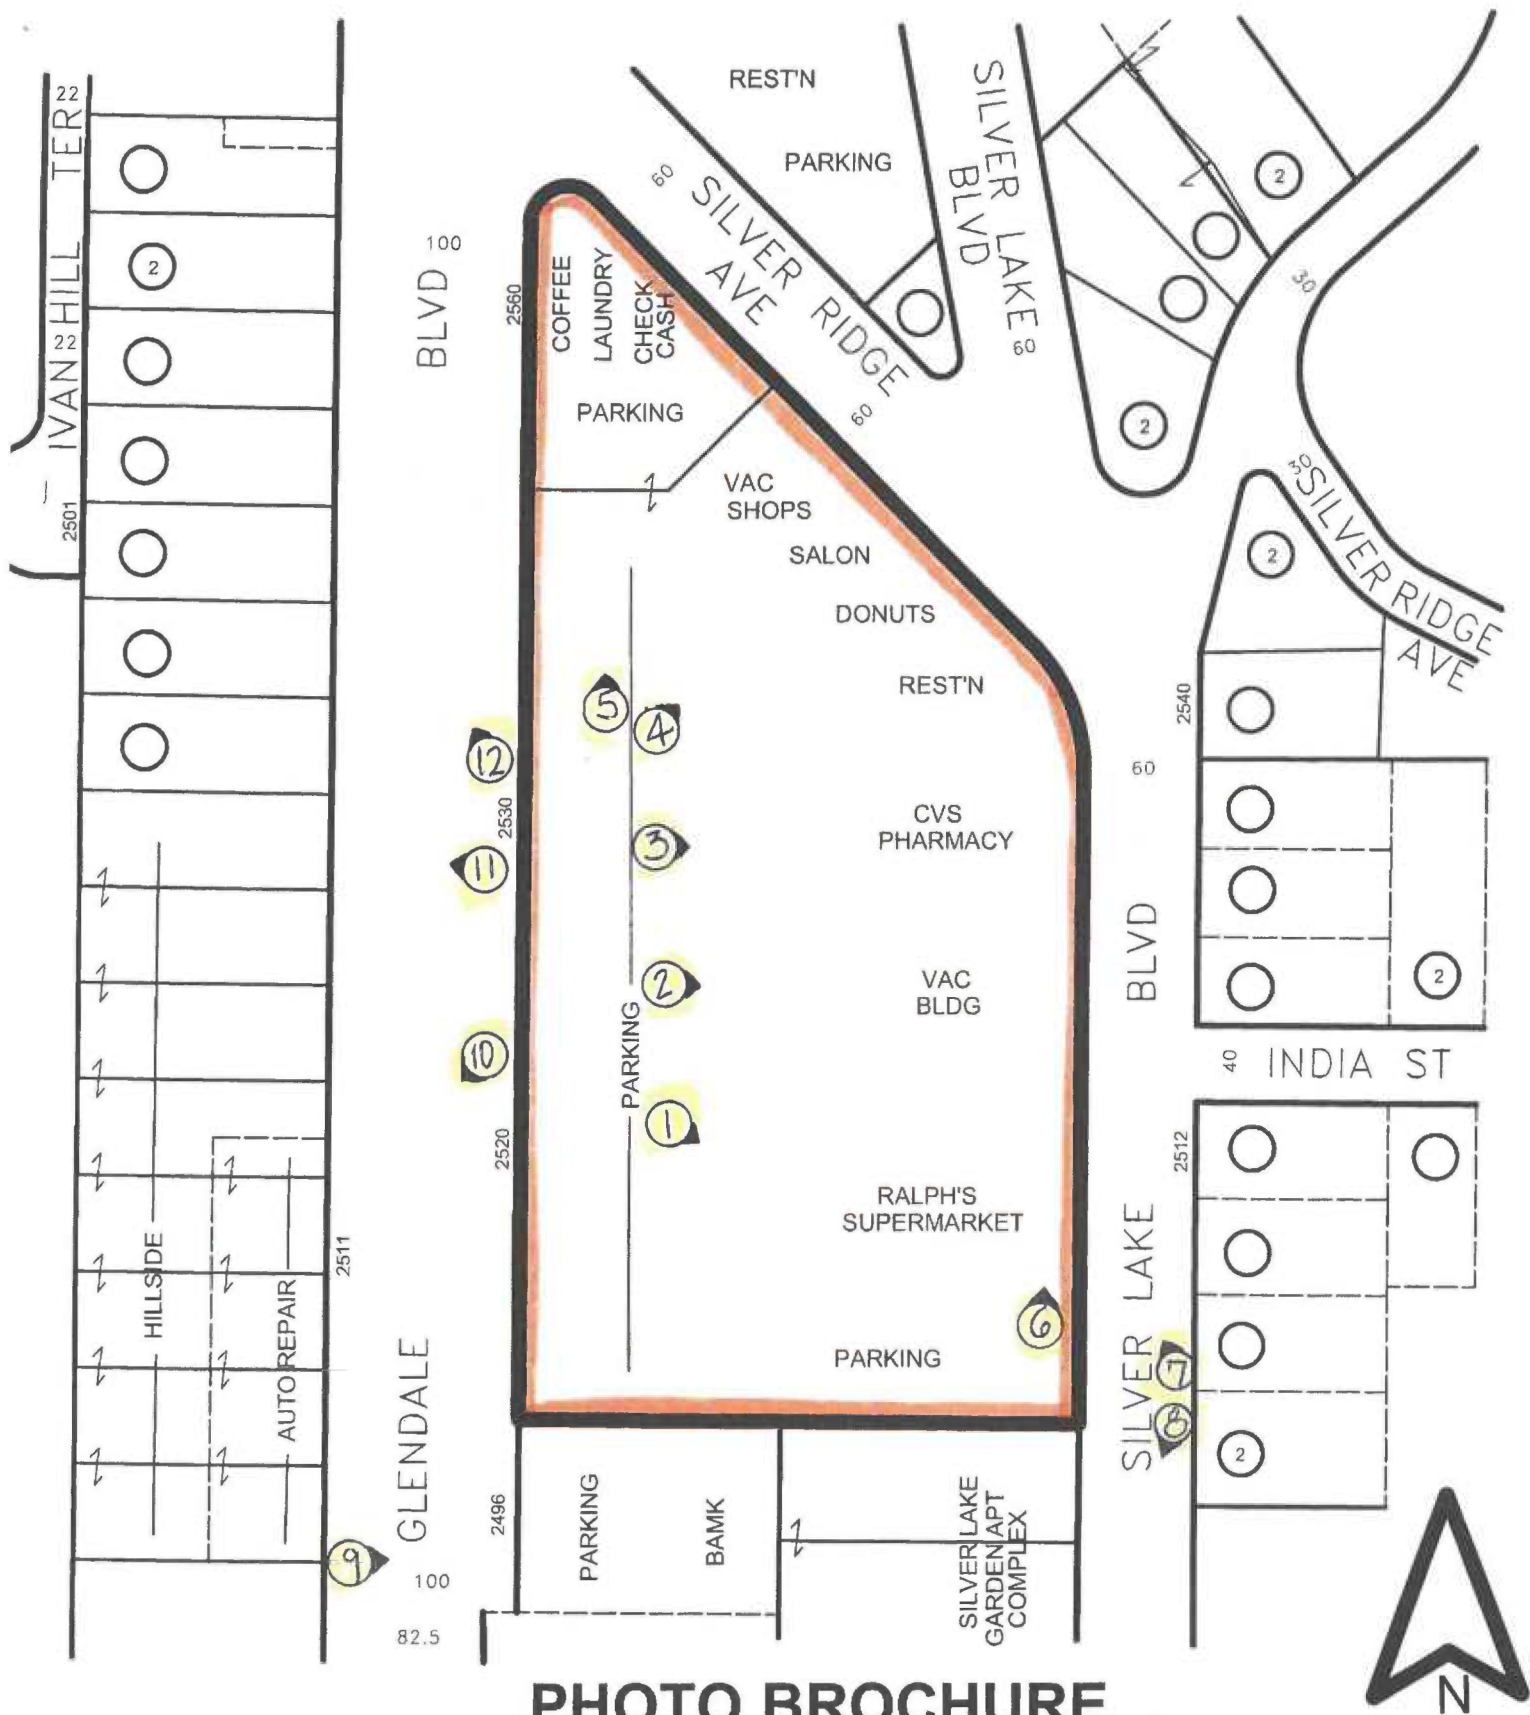 22
IVANHILL TER
22
2501
2
BLVD
100
2560
COFFEE
LAUNDRY
CHECK
CASH
PARKING
REST'N
PARKING
60
SILVER RIDGE
AVE
60
SILVER LAKE
BLVD
60
2
30
2
30
SILVER RIDGE
AVE
2
VAC
SHOPS
SALON
DONUTS
REST'N
CVS
PHARMACY
VAC
BLDG
RALPH'S
SUPERMARKET
PARKING
PARKING
5
4
12
2530
3
11
2
10
1
2520
6
2540
60
BLVD
2
40
INDIA ST
2512
SILVER LAKE
7
8
2
HILLSIDE
AUTO REPAIR
2511
GLENDALE
9
100
82.5
2496
PARKING
BAMK
SILVER LAKE
GARDEN APT
COMPLEX
N
PHOTO BROCHURE